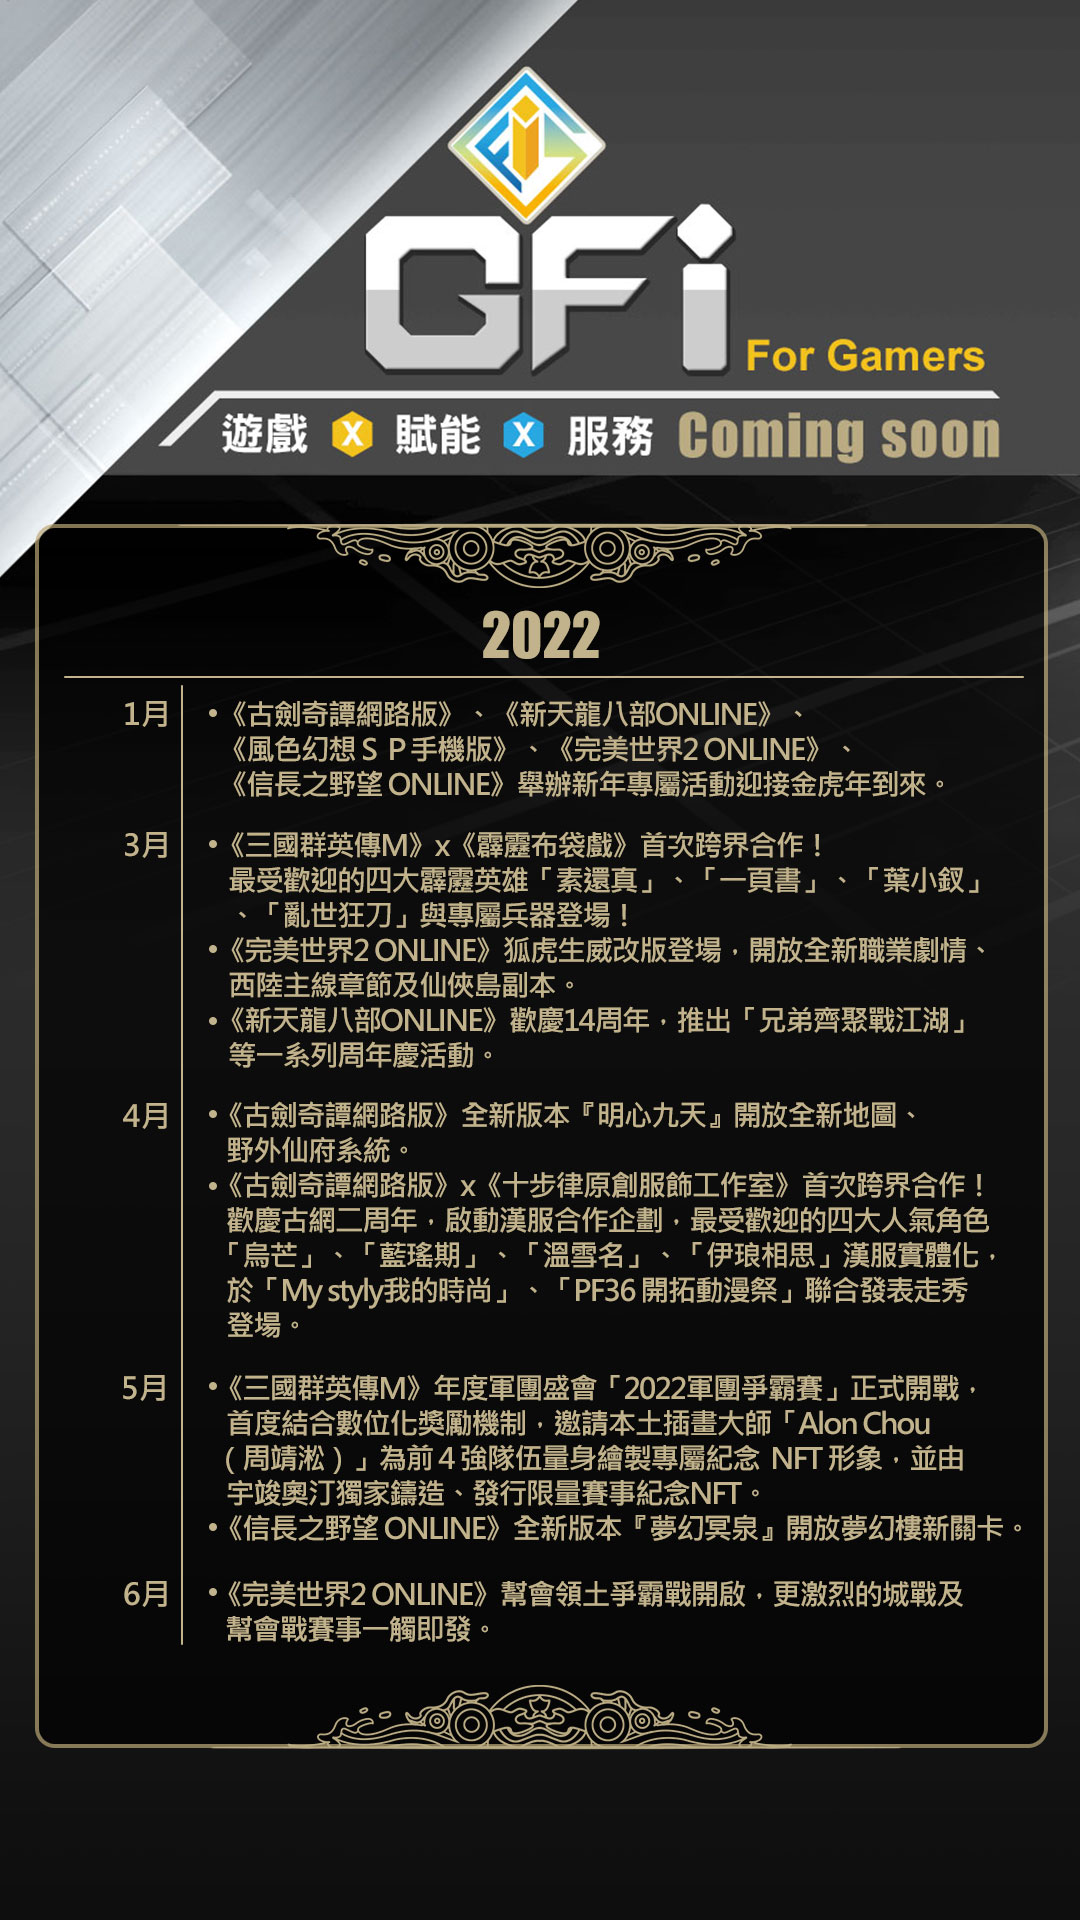 GFi
For Gamers
遊戲 X 賦能 X 服務 Coming soon
2022
1月
•《古劍奇譚網路版》、《新天龍八部ONLINE》、
《風色幻想ＳＰ手機版》、《完美世界2 ONLINE》、
《信長之野望 ONLINE》舉辦新年專屬活動迎接金虎年到來。
3月
•《三國群英傳M》x《霹靂布袋戲》首次跨界合作！
最受歡迎的四大霹靂英雄「素還真」、「一頁書」、「葉小釵」
、「亂世狂刀」與專屬兵器登場！
•《完美世界2 ONLINE》狐虎生威改版登場，開放全新職業劇情、
西陸主線章節及仙俠島副本。
•《新天龍八部ONLINE》歡慶14周年，推出「兄弟齊聚戰江湖」
等一系列周年慶活動。
4月
•《古劍奇譚網路版》全新版本『明心九天』開放全新地圖、
野外仙府系統。
•《古劍奇譚網路版》x《十步律原創服飾工作室》首次跨界合作！
歡慶古網二周年，啟動漢服合作企劃，最受歡迎的四大人氣角色
「烏芒」、「藍瑤期」、「溫雪名」、「伊琅相思」漢服實體化，
於「My styly我的時尚」、「PF36 開拓動漫祭」聯合發表走秀
登場。
5月
•《三國群英傳M》年度軍團盛會「2022軍團爭霸賽」正式開戰，
首度結合數位化獎勵機制，邀請本土插畫大師「Alon Chou
（周靖淞）」為前４強隊伍量身繪製專屬紀念 NFT 形象，並由
宇竣奧汀獨家鑄造、發行限量賽事紀念NFT。
•《信長之野望 ONLINE》全新版本『夢幻冥泉』開放夢幻樓新關卡。
6月
•《完美世界2 ONLINE》幫會領土爭霸戰開啟，更激烈的城戰及
幫會戰賽事一觸即發。